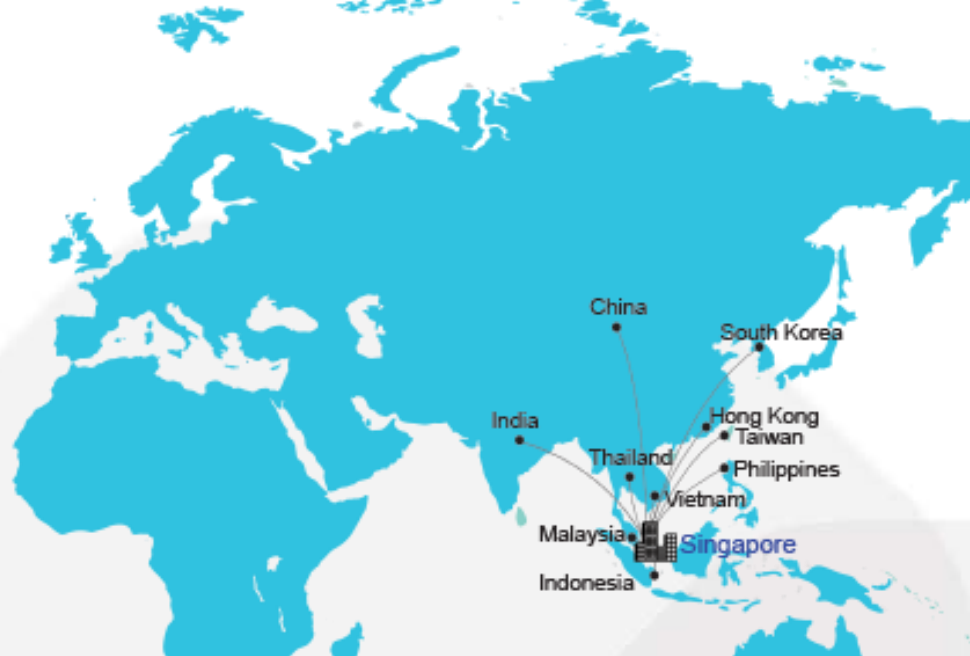 China
South Korea
Hong Kong
India
Taiwan
Thailand
Philippines
Vietnam
Malaysia
Singapore
Indonesia